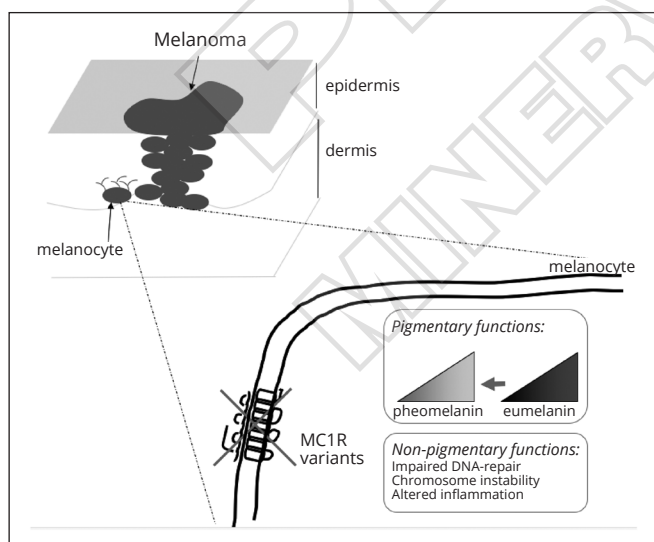 Melanoma
epidermis
dermis
melanocyte
melanocyte
Pigmentary functions:
pheomelanin
eumelanin
MC1R
variants
Non-pigmentary functions:
Impaired DNA-repair
Chromosome instability
Altered inflammation
MINER